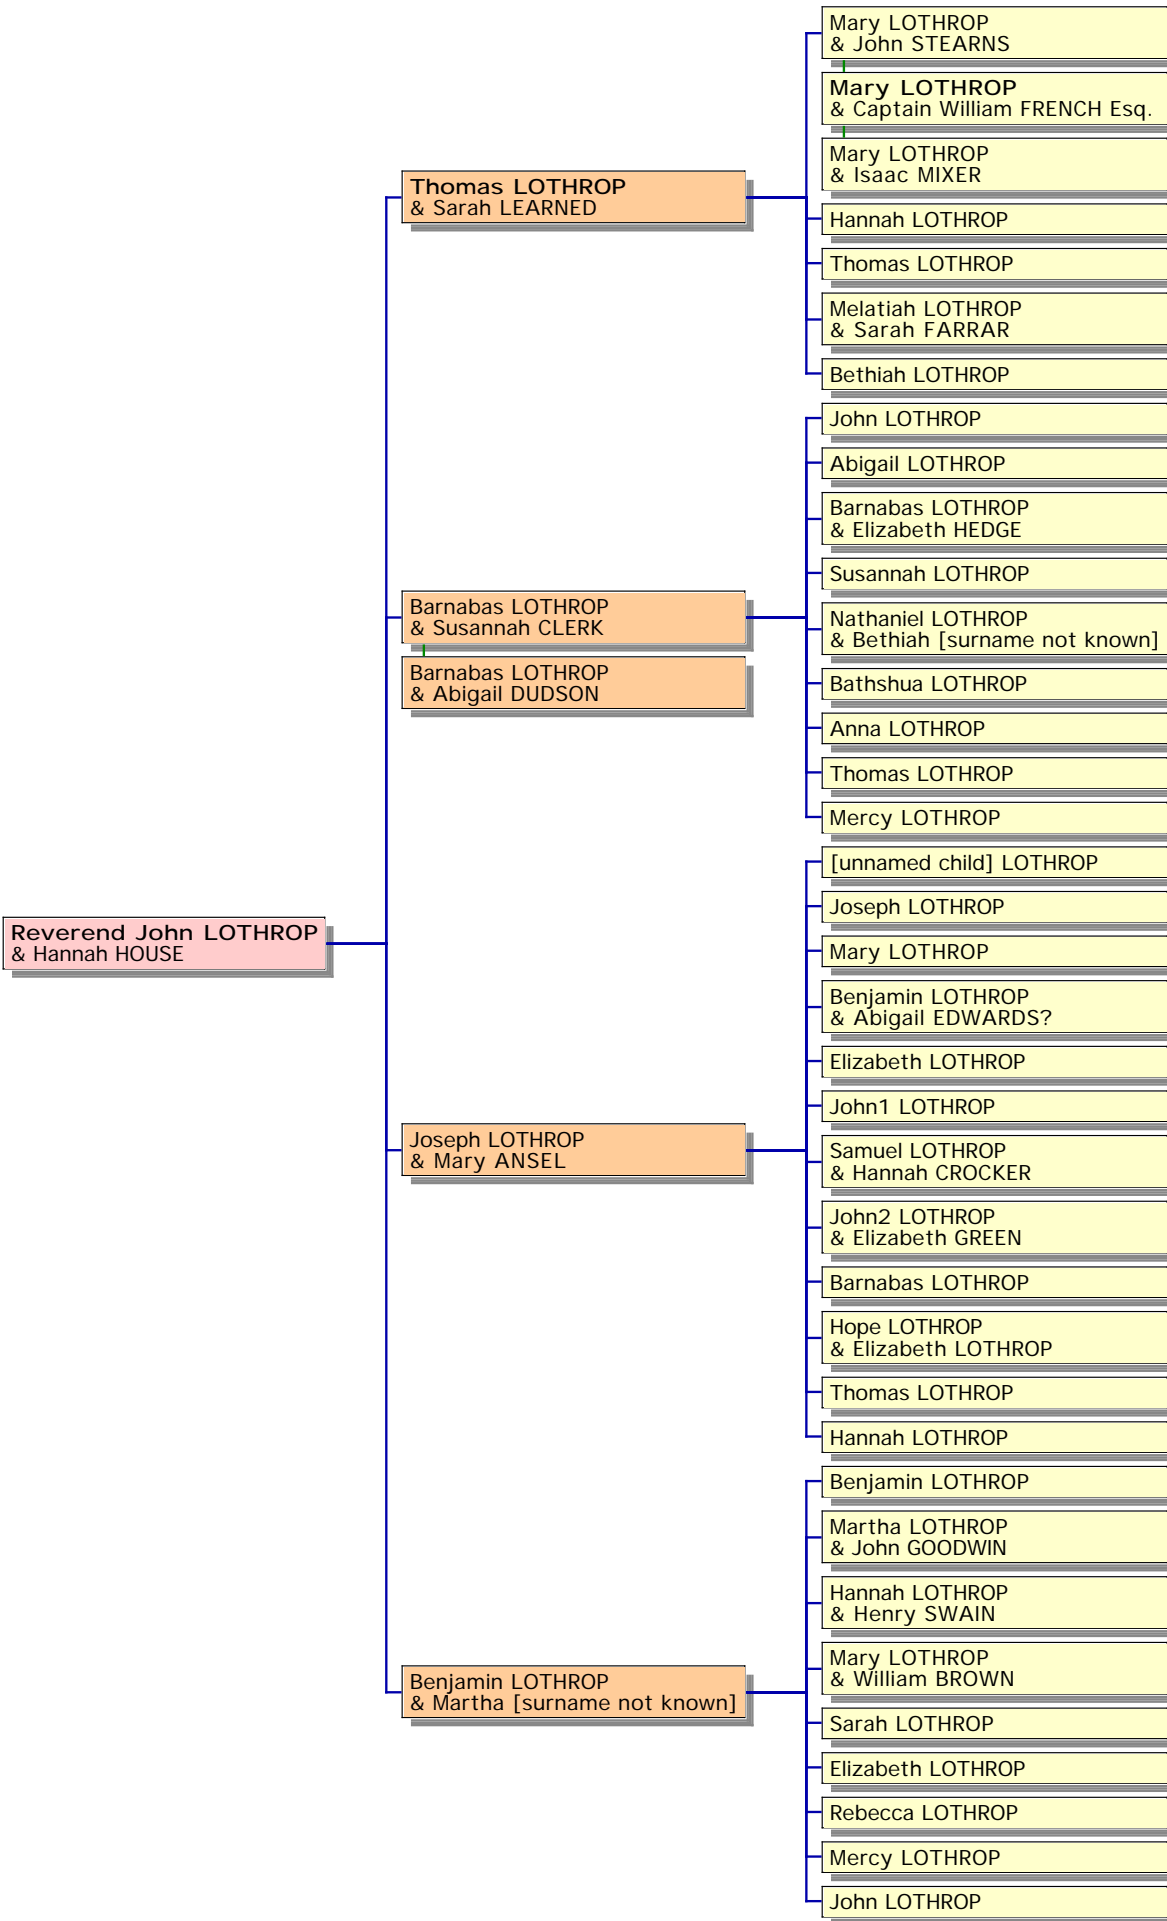 Mary LOTHROP
& John STEARNS
Mary LOTHROP
& Captain William FRENCH Esq.
Mary LOTHROP
& Isaac MIXER
Thomas LOTHROP
& Sarah LEARNED
Hannah LOTHROP
Thomas LOTHROP
Melatiah LOTHROP
& Sarah FARRAR
Bethiah LOTHROP
John LOTHROP
Abigail LOTHROP
Barnabas LOTHROP
& Elizabeth HEDGE
Susannah LOTHROP
Barnabas LOTHROP
& Susannah CLERK
Nathaniel LOTHROP
& Bethiah [surname not known]
Barnabas LOTHROP
& Abigail DUDSON
Bathshua LOTHROP
Anna LOTHROP
Thomas LOTHROP
Mercy LOTHROP
[unnamed child] LOTHROP
Joseph LOTHROP
Reverend John LOTHROP
& Hannah HOUSE
Mary LOTHROP
Benjamin LOTHROP
& Abigail EDWARDS?
Elizabeth LOTHROP
John1 LOTHROP
Joseph LOTHROP
& Mary ANSEL
Samuel LOTHROP
& Hannah CROCKER
John2 LOTHROP
& Elizabeth GREEN
Barnabas LOTHROP
Hope LOTHROP
& Elizabeth LOTHROP
Thomas LOTHROP
Hannah LOTHROP
Benjamin LOTHROP
Martha LOTHROP
& John GOODWIN
Hannah LOTHROP
& Henry SWAIN
Mary LOTHROP
& William BROWN
Benjamin LOTHROP
& Martha [surname not known]
Sarah LOTHROP
Elizabeth LOTHROP
Rebecca LOTHROP
Mercy LOTHROP
John LOTHROP